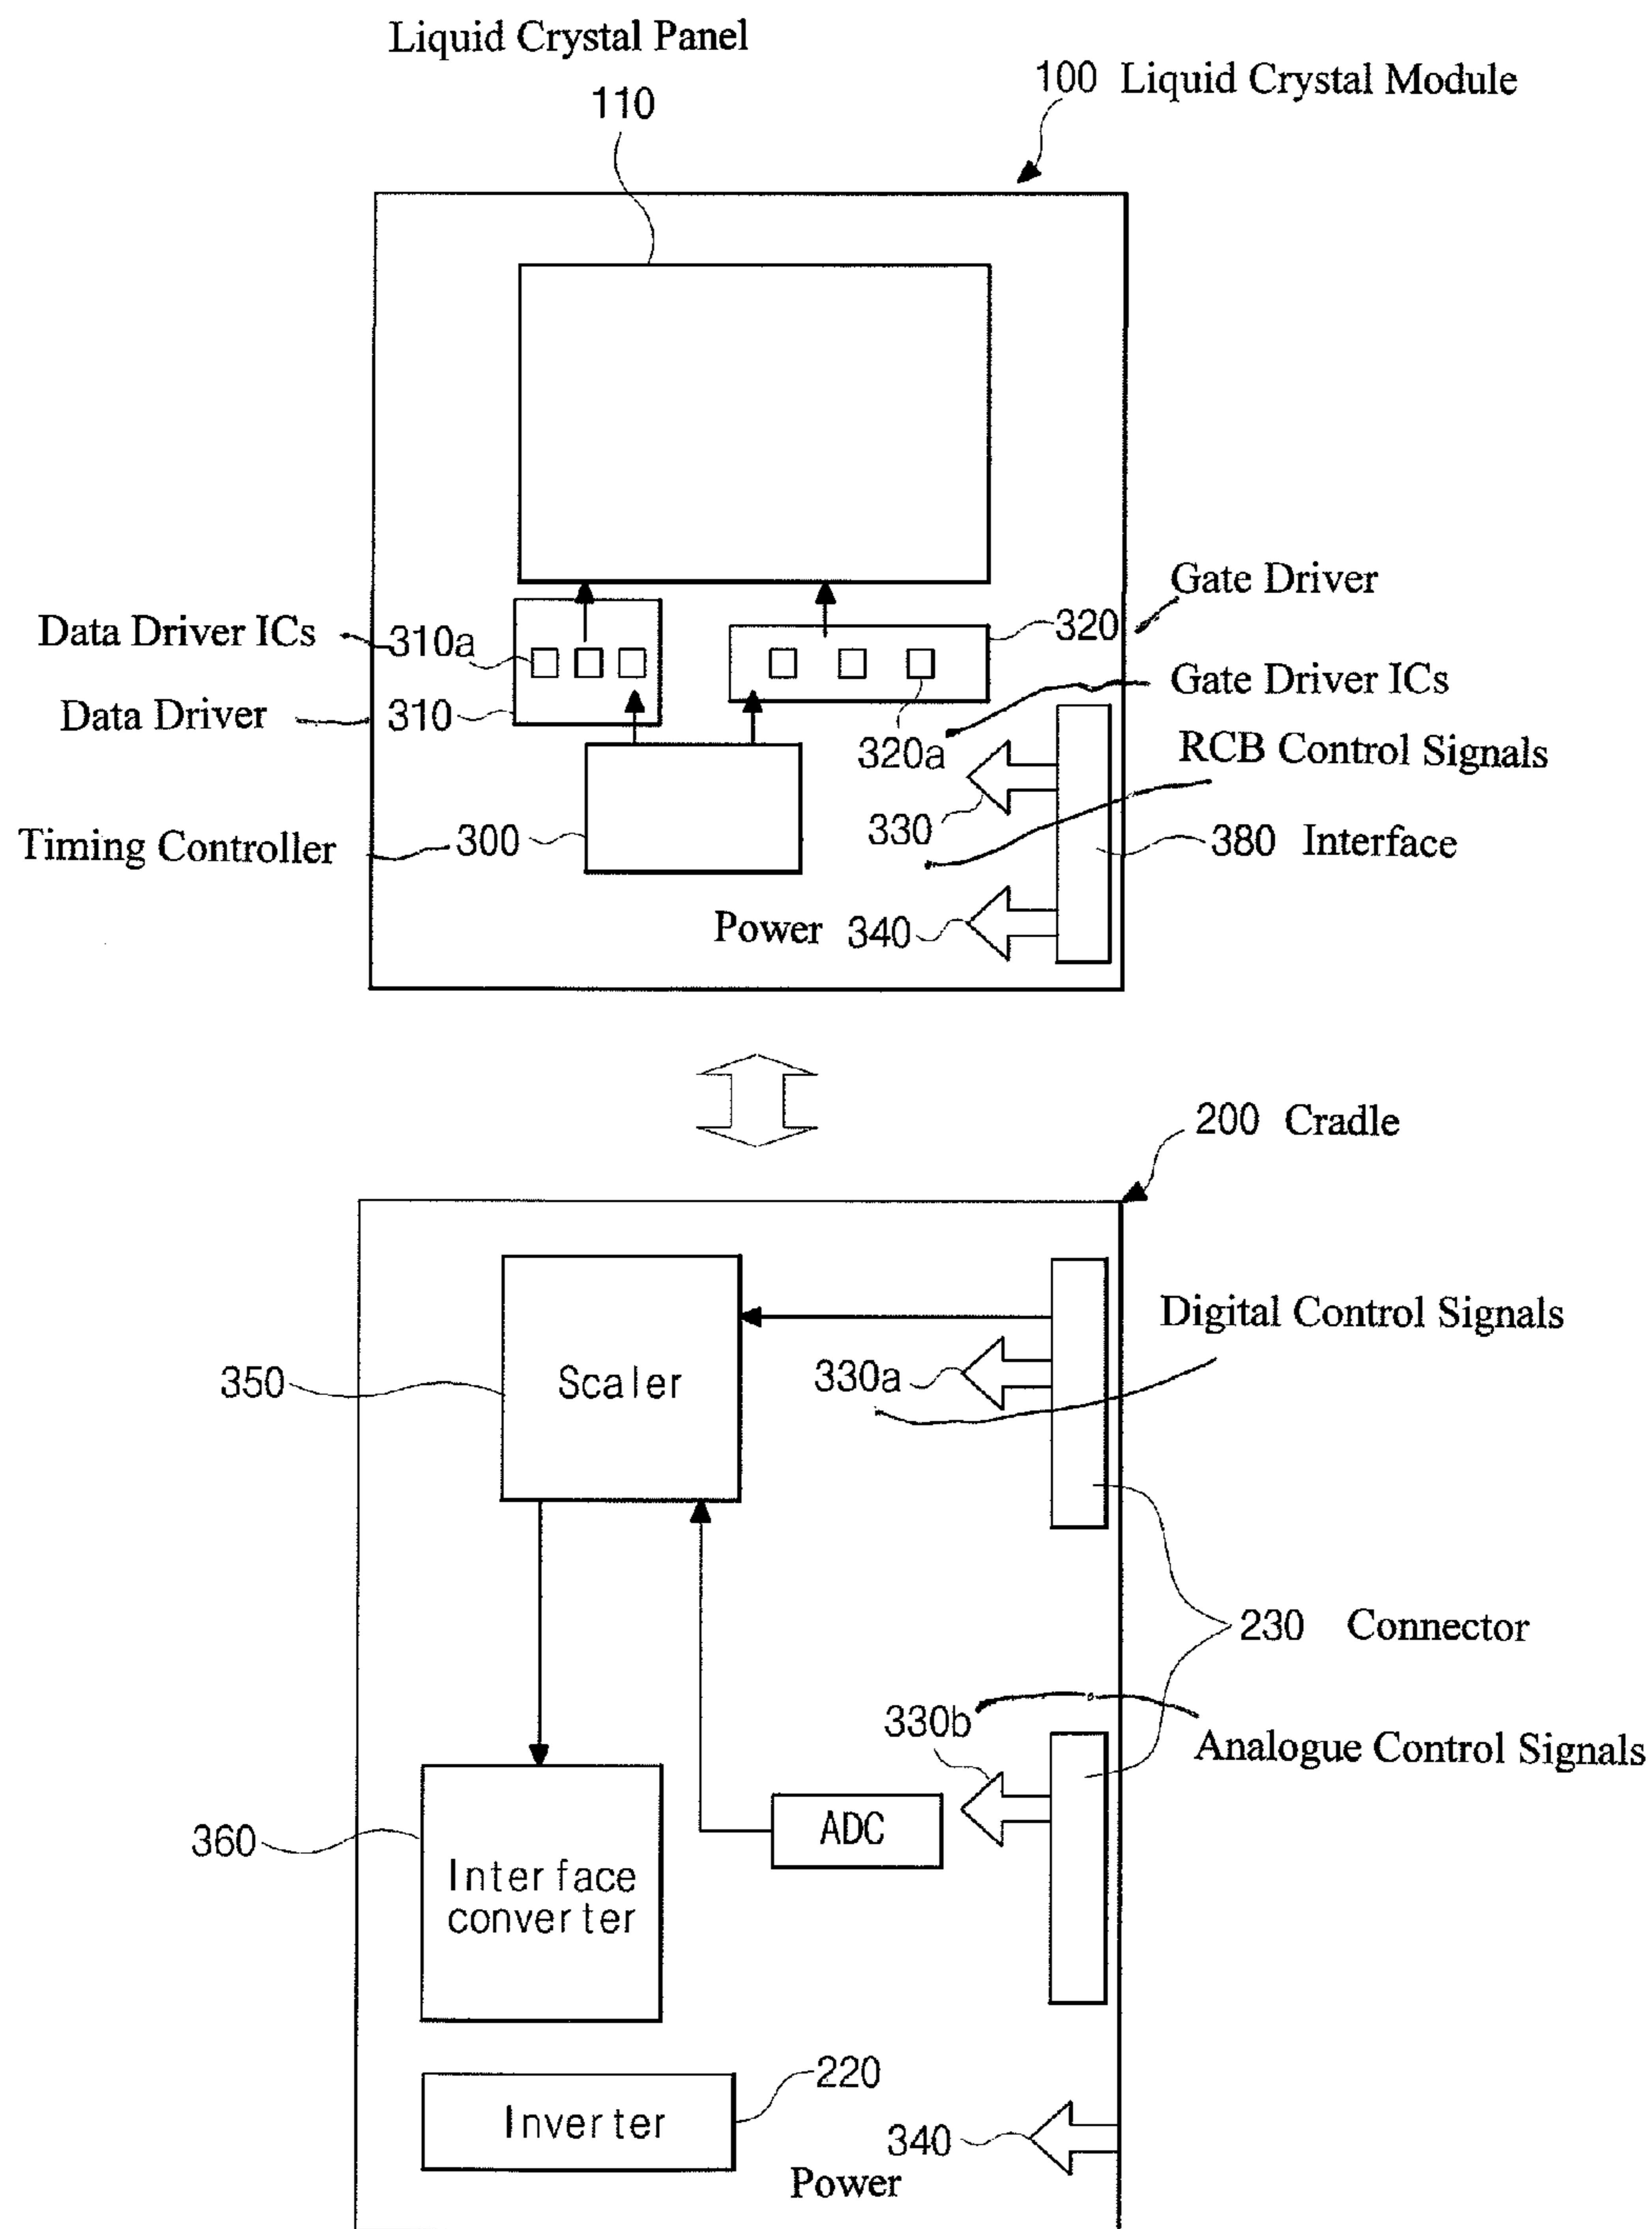 Liquid Crystal Panel
110
100 Liquid Crystal Module
Gate Driver
320
Data Driver ICs
310a
Gate Driver ICs
320a
Data Driver
310
RCB Control Signals
330
Timing Controller
300
380 Interface
Power 340
200 Cradle
Digital Control Signals
330a
350
Scaler
230 Connector
330b
Analogue Control Signals
ADC
360
Interface
converter
220
Inverter
340
Power